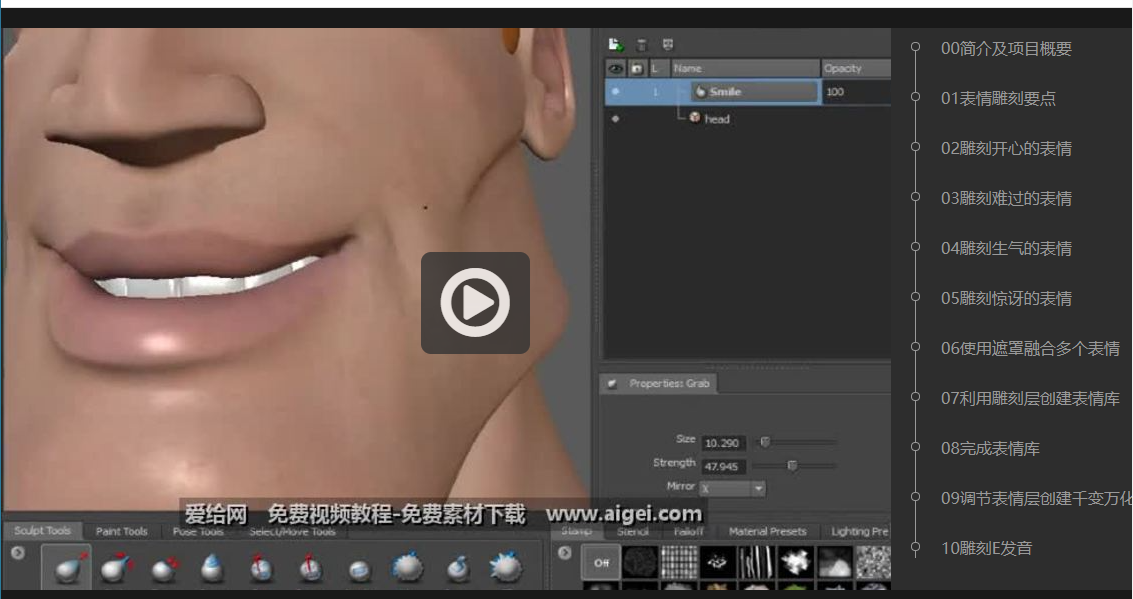 L Name Opacity
1 Smile 100
head
Properties: Grab
Size 10.290
Strength 47.945
Mirror X
爱给网 免费视频教程-免费素材下载 www.aigei.com
Sculpt Tools Paint Tools Pose Tools Select/Move Tools
Stamp Stencil Falloff Material Presets Lighting Pre
Off
00简介及项目概要
01表情雕刻要点
02雕刻开心的表情
03雕刻难过的表情
04雕刻生气的表情
05雕刻惊讶的表情
06使用遮罩融合多个表情
07利用雕刻层创建表情库
08完成表情库
09调节表情层创建千变万化
10雕刻E发音